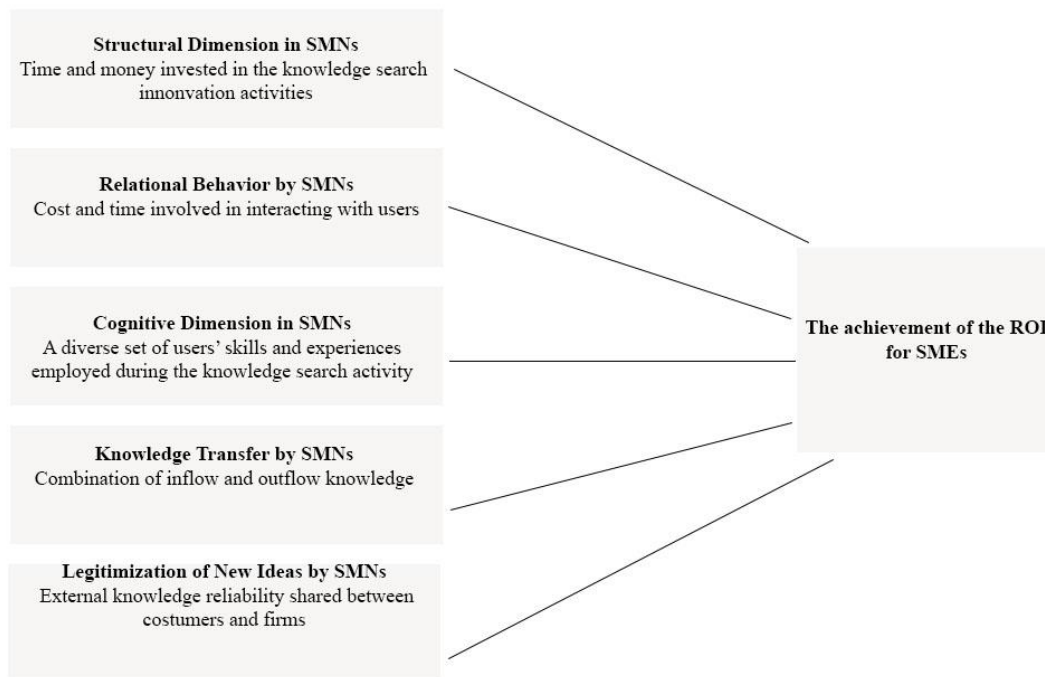 Structural Dimension in SMNs
Time and money invested in the knowledge search
innonvation activities
Relational Behavior by SMNs
Cost and time involved in interacting with users
Cognitive Dimension in SMNs
A diverse set of users’ skills and experiences
employed during the knowledge search activity
Knowledge Transfer by SMNs
Combination of inflow and outflow knowledge
Legitimization of New Ideas by SMNs
External knowledge reliability shared between
costumers and firms
The achievement of the ROI
for SMEs